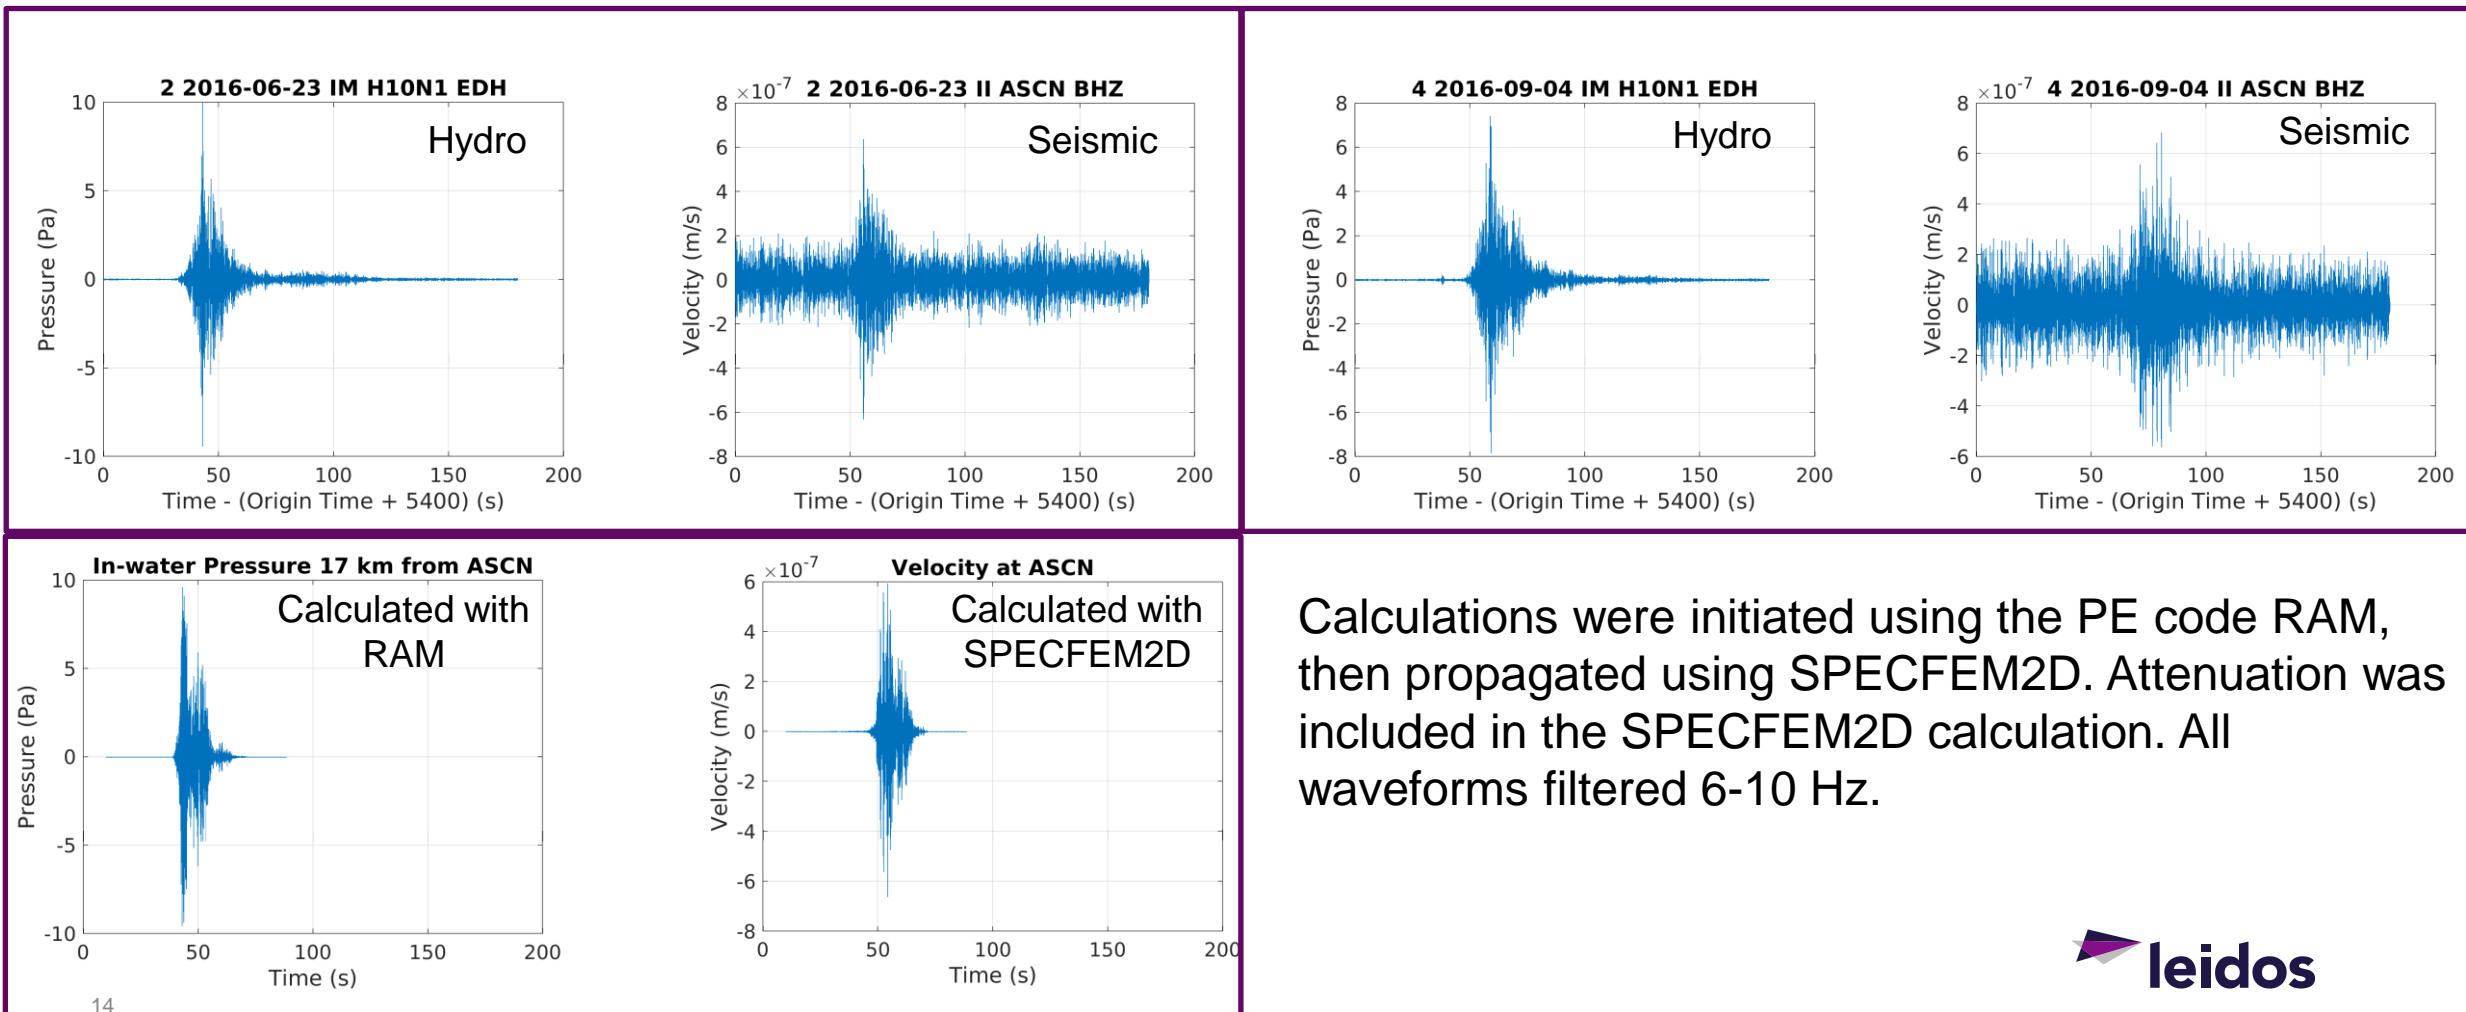 2 2016-06-23 IM H10N1 EDH
Hydro
10
5
0
-5
-10
Pressure (Pa)
0 50 100 150 200
Time - (Origin Time + 5400) (s)
×10-7 2 2016-06-23 II ASCN BHZ
Seismic
8
6
4
2
0
-2
-4
-6
-8
Velocity (m/s)
0 50 100 150 200
Time - (Origin Time + 5400) (s)
4 2016-09-04 IM H10N1 EDH
Hydro
8
6
4
2
0
-2
-4
-6
-8
Pressure (Pa)
0 50 100 150 200
Time - (Origin Time + 5400) (s)
×10-7 4 2016-09-04 II ASCN BHZ
Seismic
8
6
4
2
0
-2
-4
-6
Velocity (m/s)
0 50 100 150 200
Time - (Origin Time + 5400) (s)
In-water Pressure 17 km from ASCN
Calculated with
RAM
10
5
0
-5
-10
Pressure (Pa)
0 50 100 150 200
Time (s)
×10-7 Velocity at ASCN
Calculated with
SPECFEM2D
6
4
2
0
-2
-4
-6
-8
Velocity (m/s)
0 50 100 150 200
Time (s)
Calculations were initiated using the PE code RAM,
then propagated using SPECFEM2D. Attenuation was
included in the SPECFEM2D calculation. All
waveforms filtered 6-10 Hz.
leidos
14